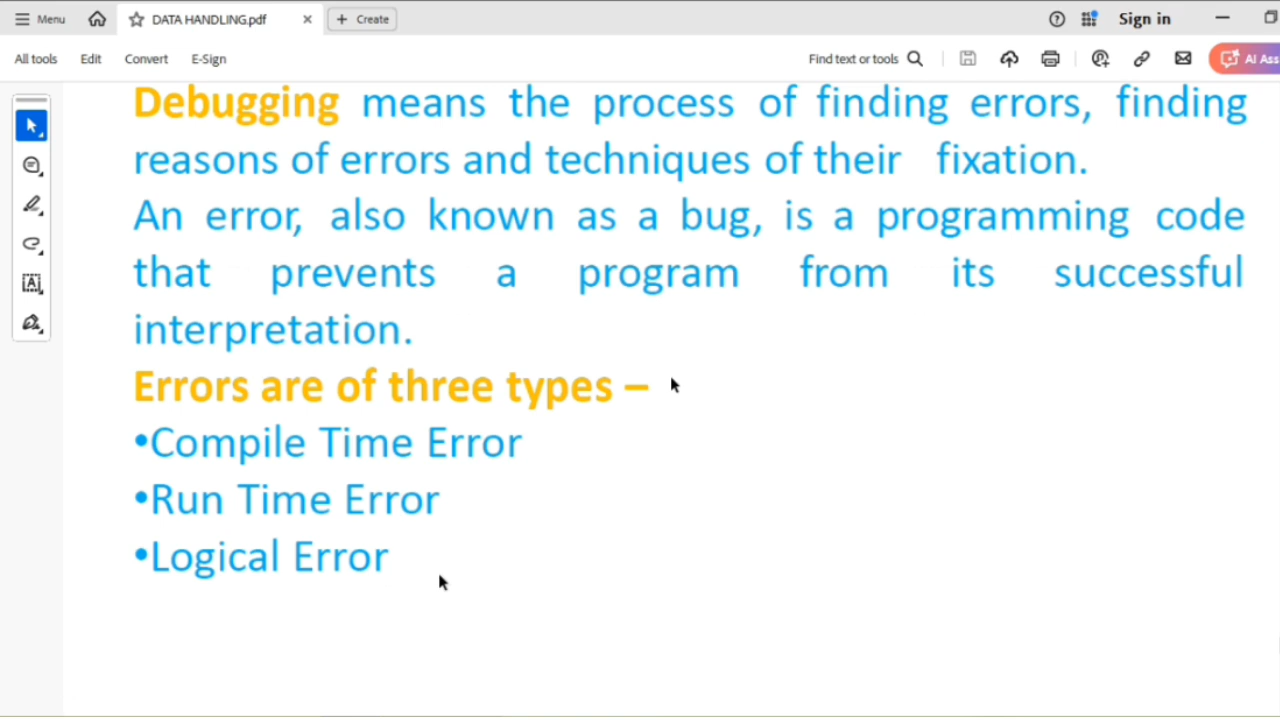 Menu
DATA HANDLING.pdf
Create
Sign in
All tools Edit Convert E-Sign
Find text or tools
AI Ass
Debugging means the process of finding errors, finding
reasons of errors and techniques of their fixation.
An error, also known as a bug, is a programming code
that prevents a program from its successful
interpretation.
Errors are of three types –
•Compile Time Error
•Run Time Error
•Logical Error